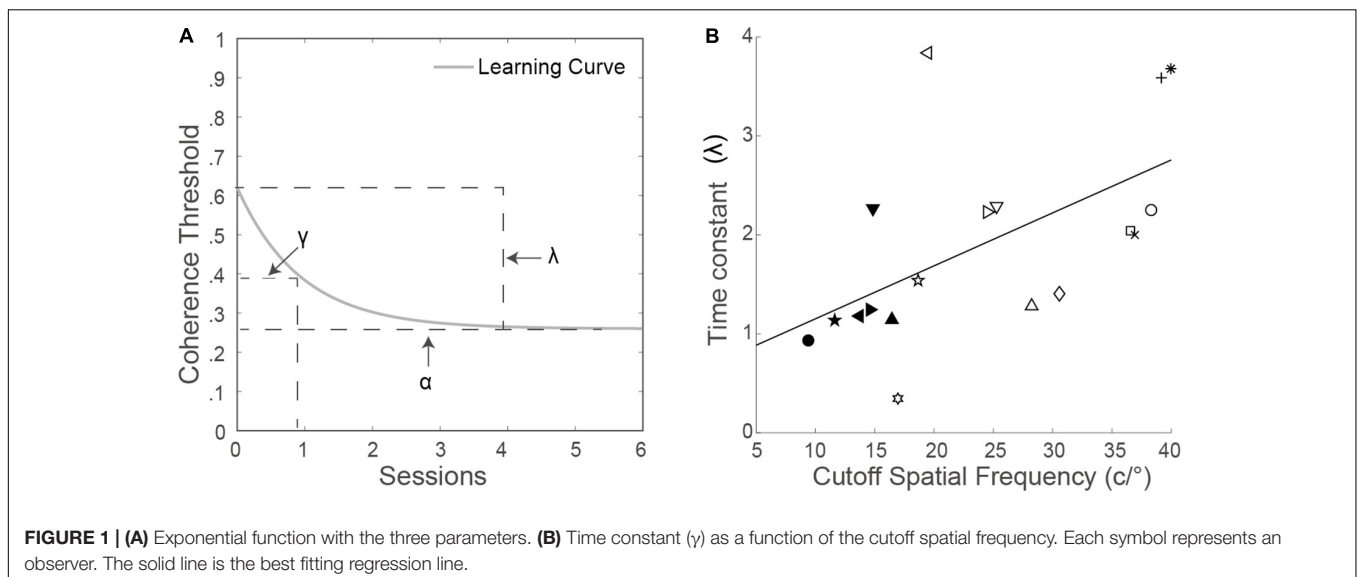 A
1
.9
.8
.7
.6
.5
.4
.3
.2
.1
0
Coherence Threshold
Learning Curve
γ
λ
α
0 1 2 3 4 5 6
Sessions
B
4
3
2
1
0
Time constant (λ)
5 10 15 20 25 30 35 40
Cutoff Spatial Frequency (c/°)
FIGURE 1 | (A) Exponential function with the three parameters. (B) Time constant (γ) as a function of the cutoff spatial frequency. Each symbol represents an
observer. The solid line is the best fitting regression line.